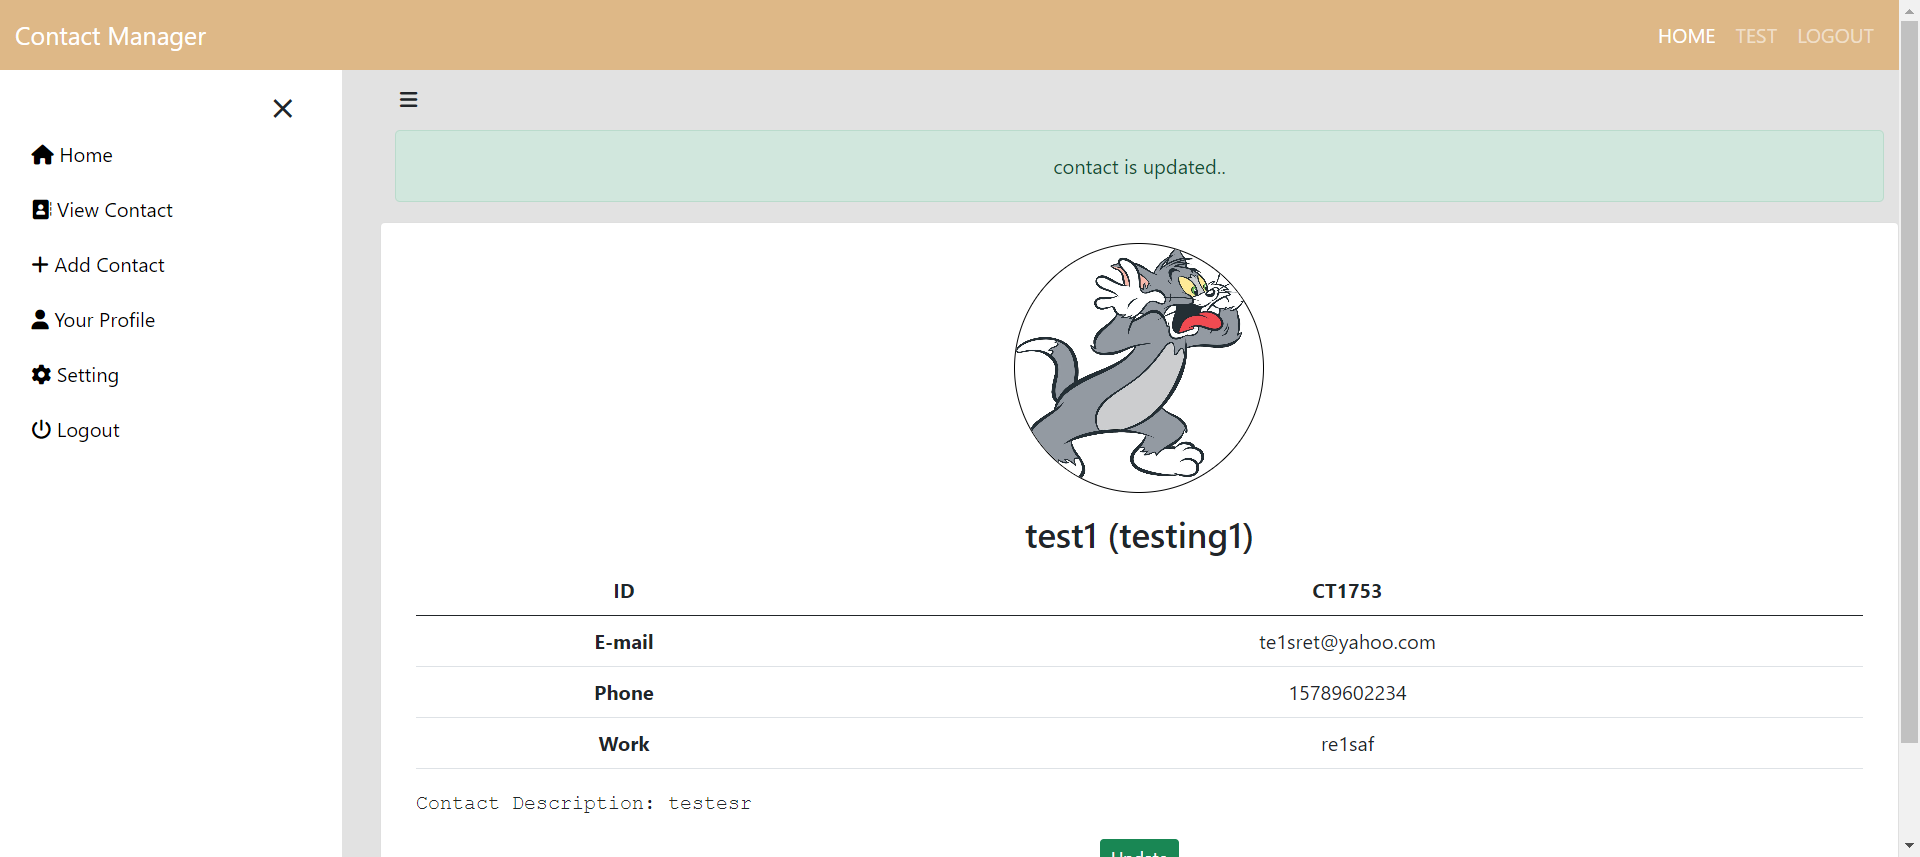 Contact Manager
HOME TEST LOGOUT
Home
View Contact
Add Contact
Your Profile
Setting
Logout
contact is updated..
test1 (testing1)
ID CT1753
E-mail te1sret@yahoo.com
Phone 15789602234
Work re1saf
Contact Description: testesr
Update